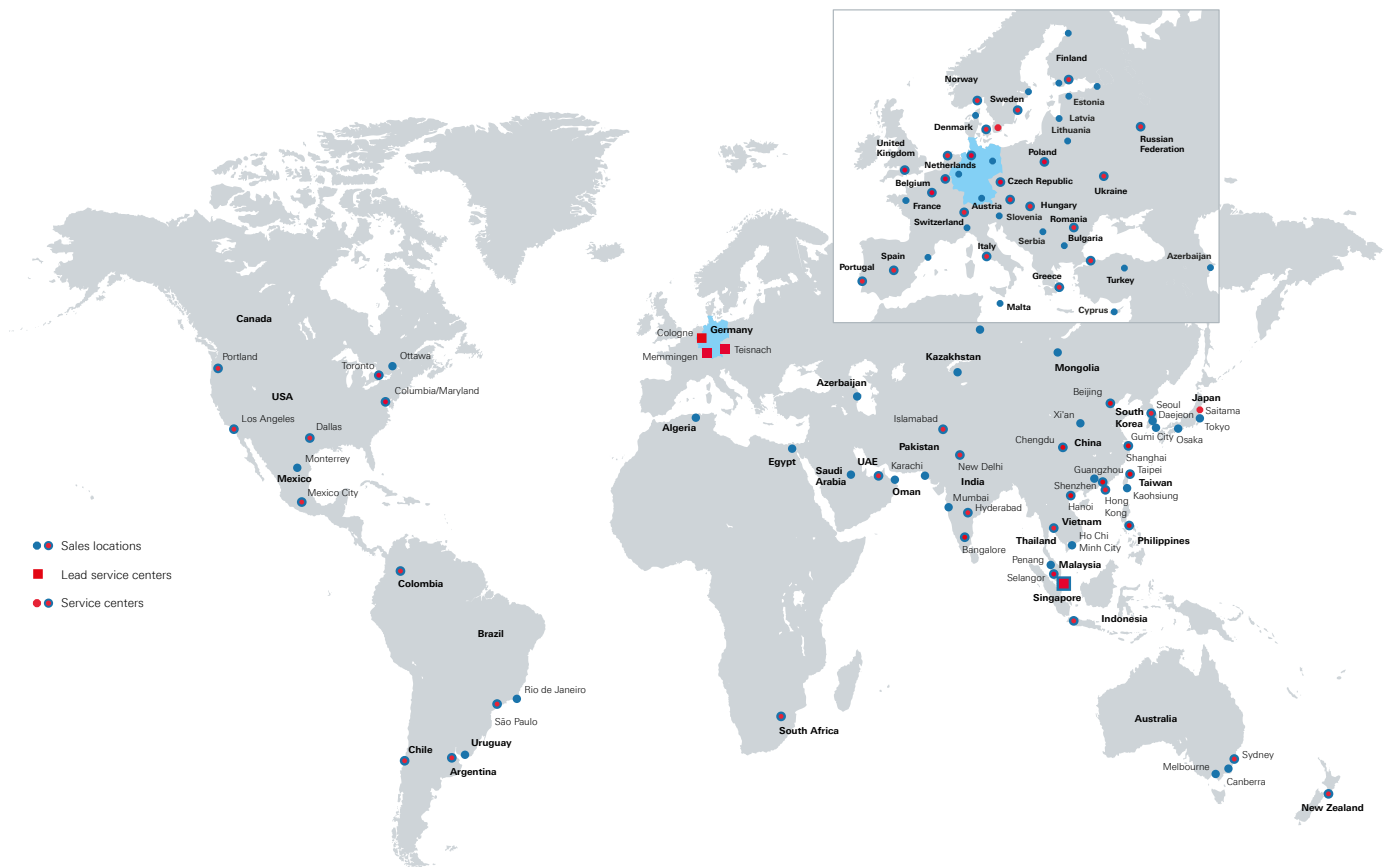 Finland
Norway
Sweden
Estonia
Latvia
Denmark
Lithuania
Russian
Federation
United
Kingdom
Poland
Netherlands
Belgium
Czech Republic
Ukraine
France
Austria
Hungary
Switzerland
Slovenia
Romania
Serbia
Bulgaria
Italy
Spain
Portugal
Azerbaijan
Greece
Turkey
Malta
Cyprus
Canada
Portland
Toronto
Ottawa
USA
Columbia/Maryland
Los Angeles
Dallas
Monterrey
Mexico
Mexico City
Sales locations
Lead service centers
Service centers
Colombia
Brazil
Rio de Janeiro
São Paulo
Uruguay
Chile
Argentina
Cologne
Germany
Memmingen
Teisnach
Algeria
Egypt
Azerbaijan
Kazakhstan
Mongolia
Saudi
Arabia
UAE
Oman
Islamabad
Pakistan
Karachi
New Delhi
India
Mumbai
Hyderabad
Bangalore
Beijing
Xi'an
Chengdu
China
South
Korea
Seoul
Daejeon
Gumi City
Japan
Saitama
Tokyo
Osaka
Shanghai
Guangzhou
Shenzhen
Taipei
Taiwan
Kaohsiung
Hanoi
Hong
Kong
Vietnam
Thailand
Ho Chi
Minh City
Philippines
Penang
Malaysia
Selangor
Singapore
Indonesia
South Africa
Australia
Sydney
Melbourne
Canberra
New Zealand